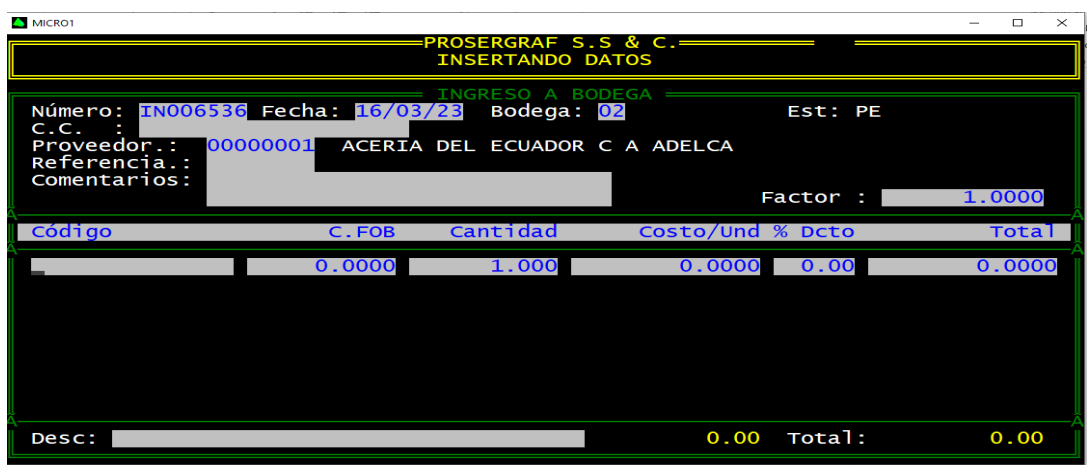 MICRO1
PROSERGRAF S.S & C.
INSERTANDO DATOS
INGRESO A BODEGA
Número: IN006536 Fecha: 16/03/23 Bodega: 02 Est: PE
C.C. :
Proveedor.: 00000001 ACERIA DEL ECUADOR C A ADELCA
Referencia.:
Comentarios:
Factor : 1.0000
A A
Código C.FOB Cantidad Costo/Und % Dcto Total
A A
0.0000 1.000 0.0000 0.00 0.0000
A A
Desc: 0.00 Total: 0.00